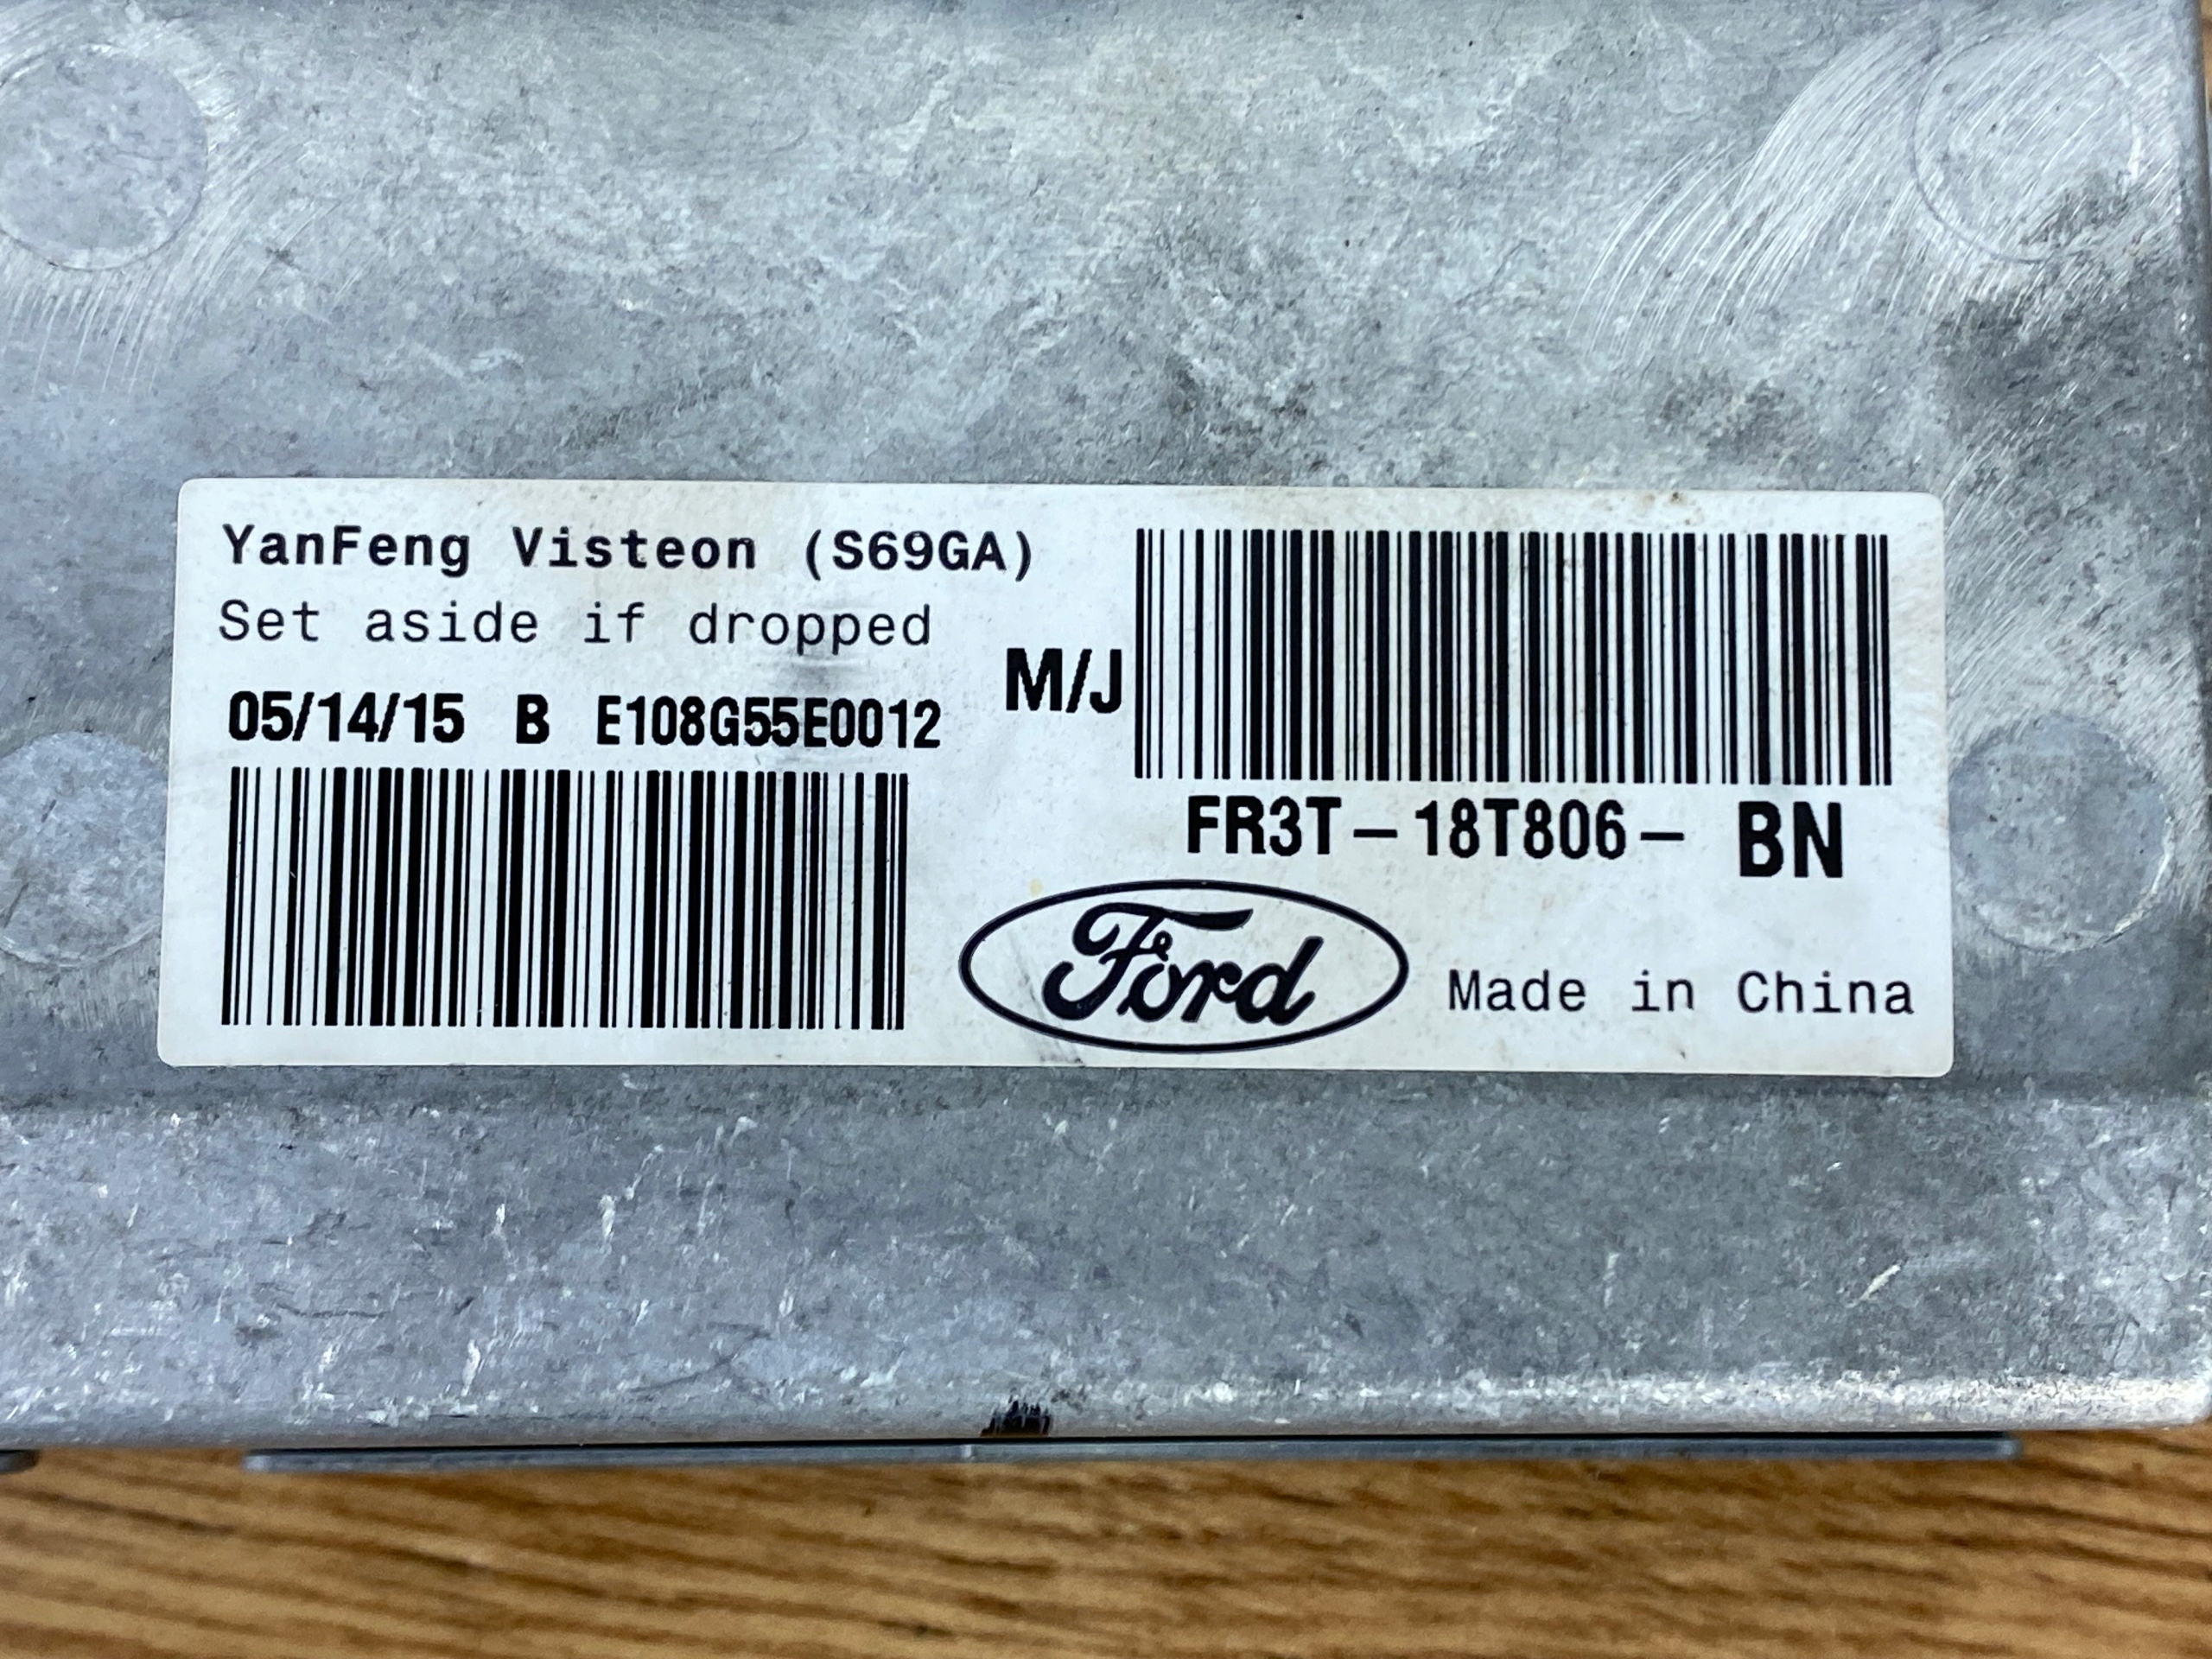 YanFeng Visteon (S69GA)
Set aside if dropped
05/14/15 B E108G55E0012
M/J
FR3T-18T806- BN
Ford
Made in China